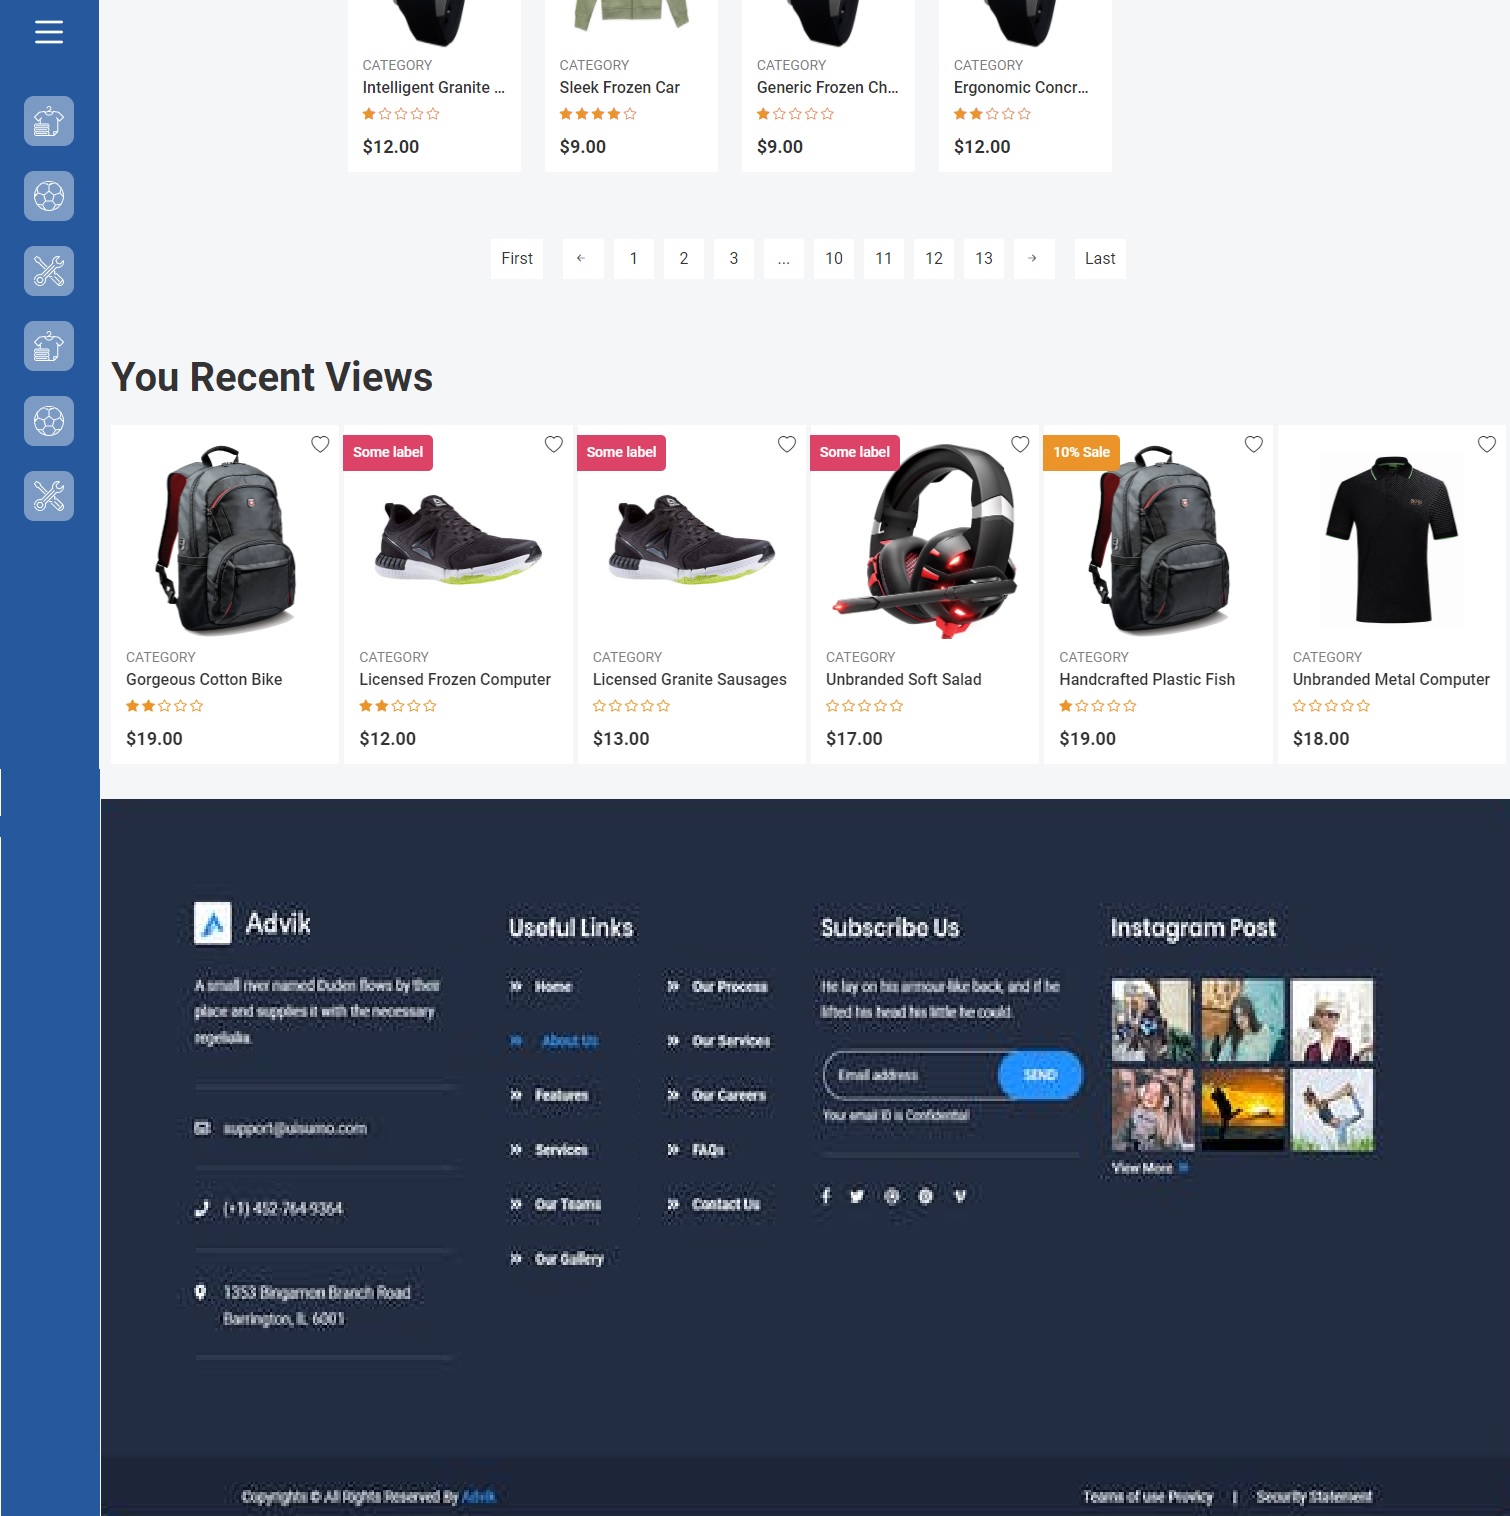 CATEGORY CATEGORY CATEGORY CATEGORY
Intelligent Granite ... Sleek Frozen Car Generic Frozen Ch... Ergonomic Concr...
$12.00 $9.00 $9.00 $12.00
First ← 1 2 3 ... 10 11 12 13 → Last
You Recent Views
Some label Some label Some label 10% Sale
CATEGORY CATEGORY CATEGORY CATEGORY CATEGORY CATEGORY
Gorgeous Cotton Bike Licensed Frozen Computer Licensed Granite Sausages Unbranded Soft Salad Handcrafted Plastic Fish Unbranded Metal Computer
$19.00 $12.00 $13.00 $17.00 $19.00 $18.00
Advik
A small river named Duden flows by their
place and supplies it with the necessary
regelialia.
support@uisumo.com
(+1) 452-764-9364
1353 Bingamon Branch Road
Barrington, IL 6001
Useful Links
Home
About Us
Features
Services
Our Teams
Our Gallery
Our Process
Our Services
Our Careers
FAQs
Contact Us
Subscribe Us
He lay on his armour-like back, and if he
lifted his head his little he could.
Email address SEND
Your email ID is Confidential
Instagram Post
View More
Copyrights © All Rights Reserved By Advik
Teams of use Provicy | Security Statement